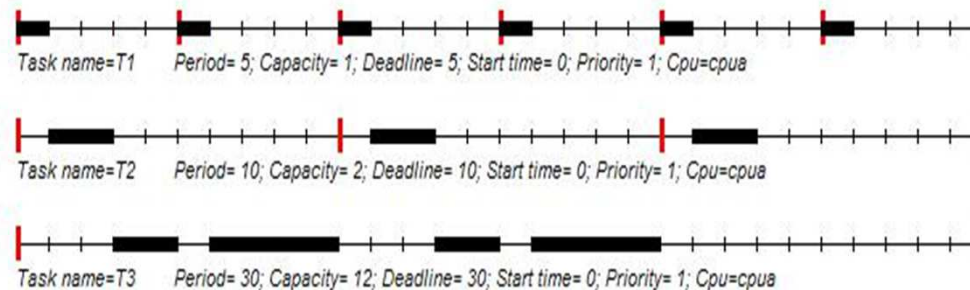 Task name=T1 Period= 5; Capacity= 1; Deadline= 5; Start time= 0; Priority= 1; Cpu=cpua
Task name=T2 Period= 10; Capacity= 2; Deadline= 10; Start time= 0; Priority= 1; Cpu=cpua
Task name=T3 Period= 30; Capacity= 12; Deadline= 30; Start time= 0; Priority= 1; Cpu=cpua